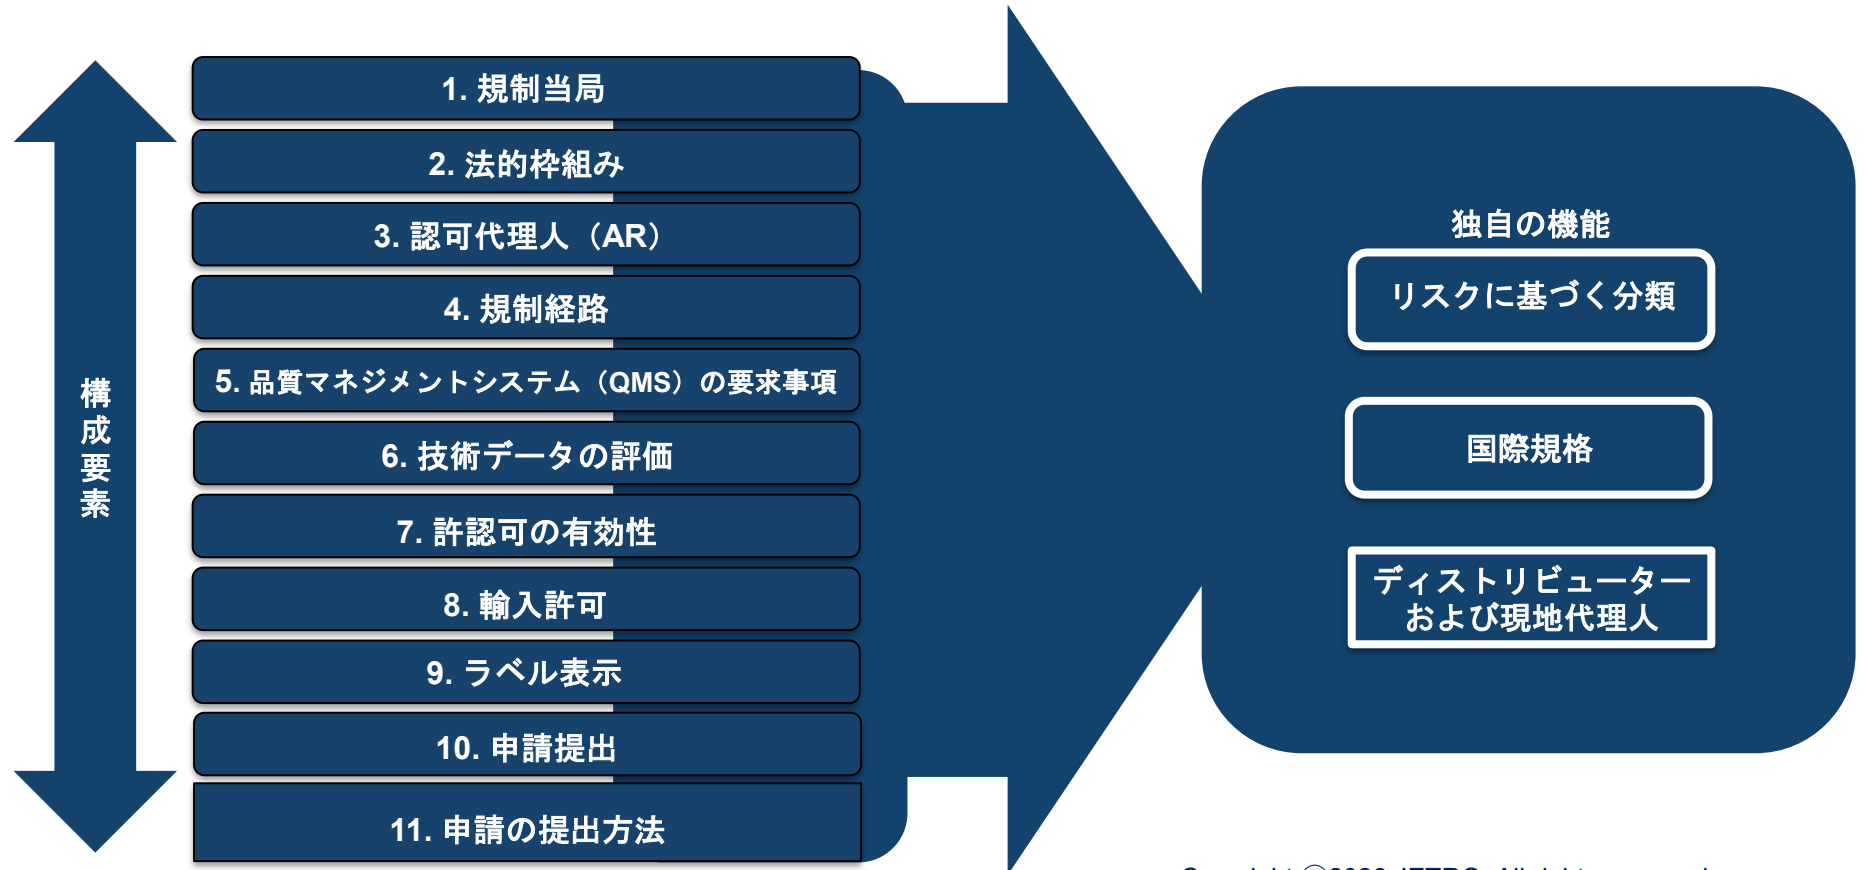 構成要素
1. 規制当局
2. 法的枠組み
3. 認可代理人（AR）
4. 規制経路
5. 品質マネジメントシステム（QMS）の要求事項
6. 技術データの評価
7. 許認可の有効性
8. 輸入許可
9. ラベル表示
10. 申請提出
11. 申請の提出方法
独自の機能
リスクに基づく分類
国際規格
ディストリビューター
および現地代理人